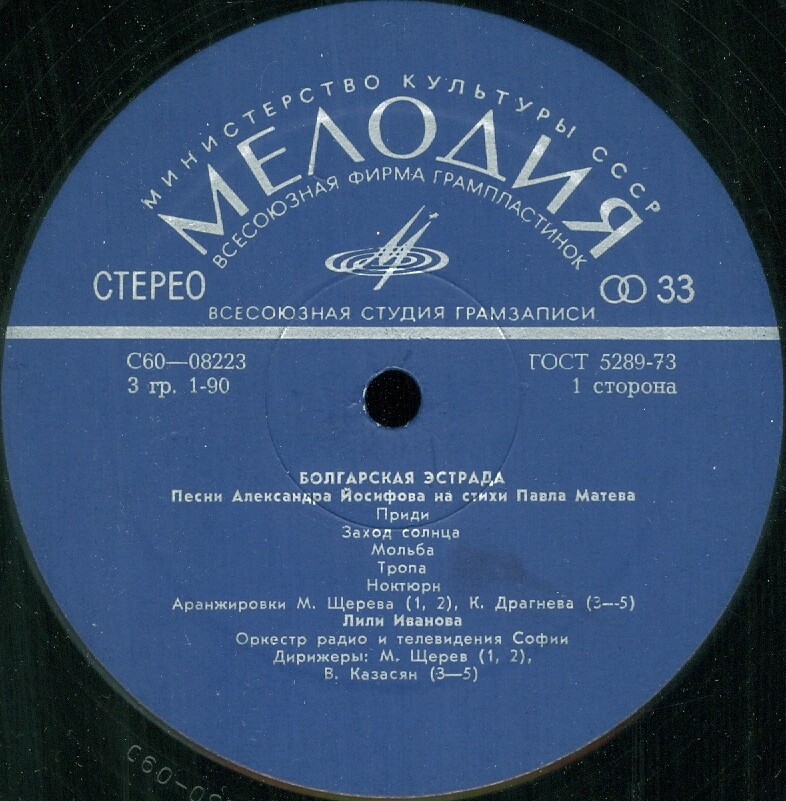 МИНИСТЕРСТВО КУЛЬТУРЫ СССР
МЕЛОДИЯ
ВСЕСОЮЗНАЯ ФИРМА ГРАМПЛАСТИНОК
СТЕРЕО
33
ВСЕСОЮЗНАЯ СТУДИЯ ГРАМЗАПИСИ
С60—08223
ГОСТ 5289-73
3 гр. 1-90
1 сторона
БОЛГАРСКАЯ ЭСТРАДА
Песни Александра Йосифова на стихи Павла Матева
Приди
Заход солнца
Мольба
Тропа
Ноктюрн
Аранжировки М. Щерева (1, 2), К. Драгнева (3—5)
Лили Иванова
Оркестр радио и телевидения Софии
Дирижеры: М. Щерев (1, 2),
В. Казасян (3—5)
С60-0